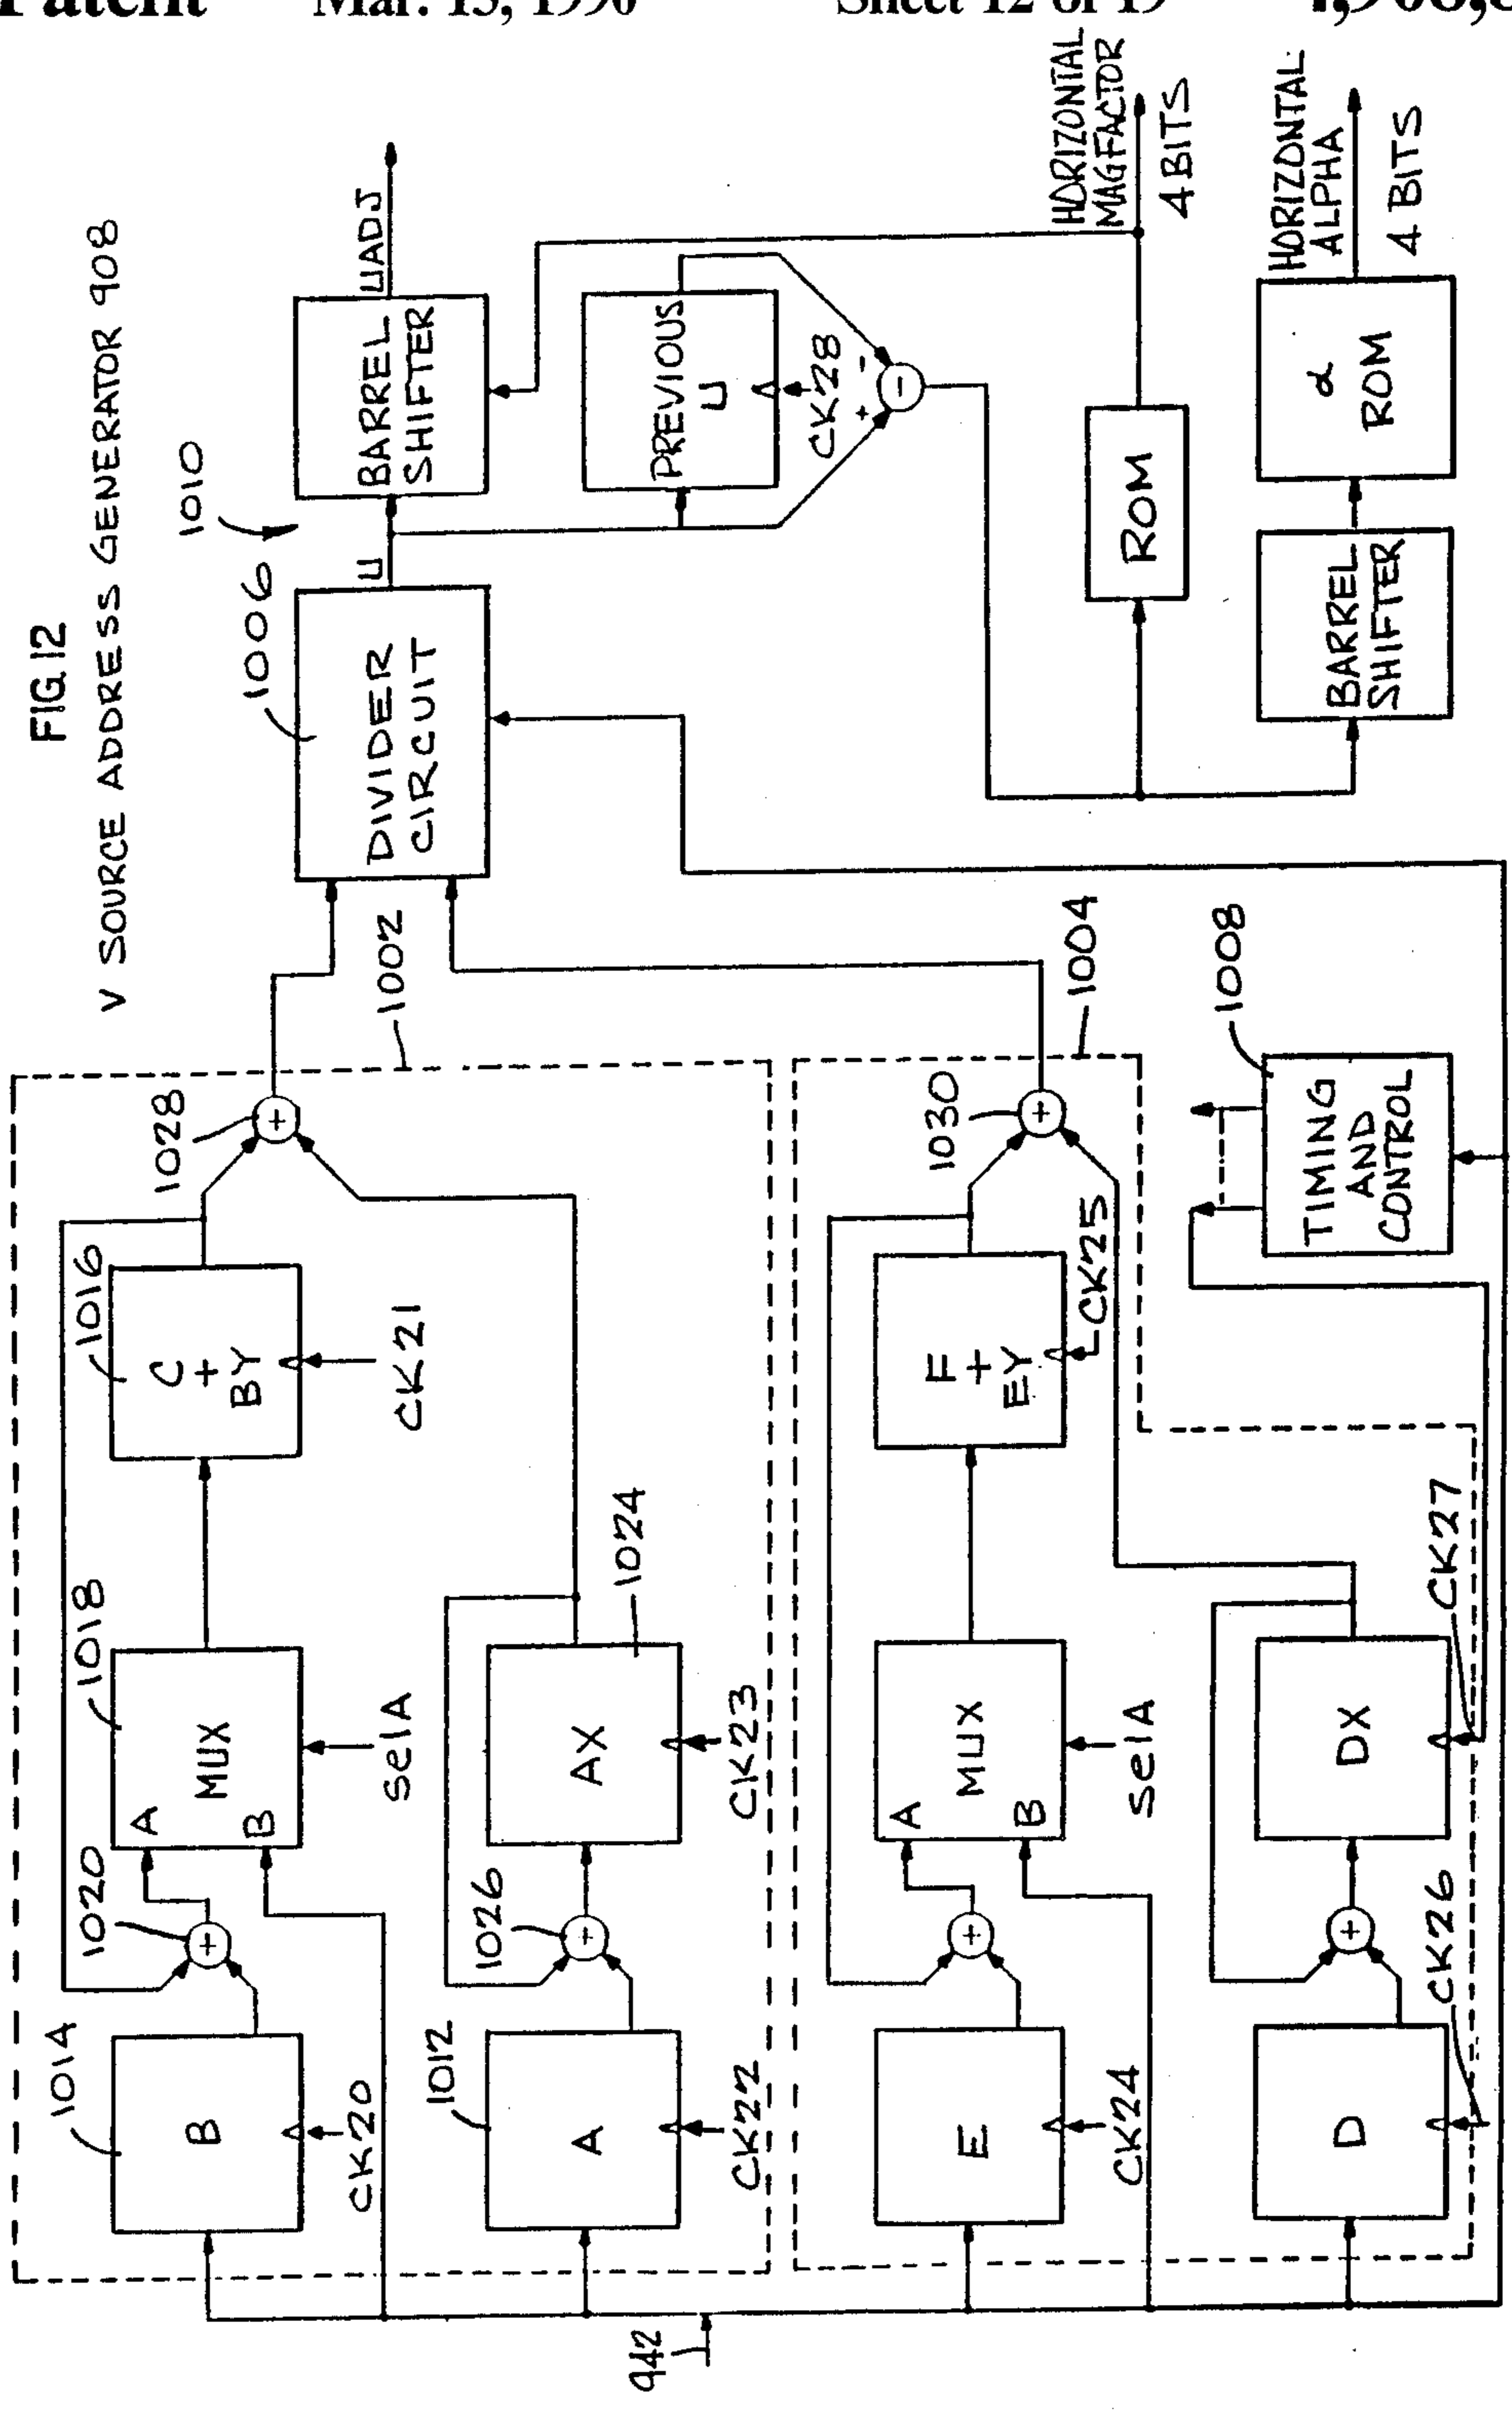 Patent Mar. 13, 1990 Sheet 12 of 19
FIG. 12
V SOURCE ADDRESS GENERATOR 908
1014
B
CK20
1020
A
B
MUX
1018
selA
1016
C
+
BY
CK21
1028
+
+
1002
1012
A
CK22
1026
+
AX
1024
CK23
942
E
CK24
+
A
B
MUX
selA
F
+
EY
CK25
1030
+
1004
D
CK26
+
DX
CK27
TIMING
AND
CONTROL
1008
1006
DIVIDER
CIRCUIT
U
1010
BARREL
SHIFTER
UADJ
PREVIOUS
U
CK28
+
-
-
ROM
HORIZONTAL
MAGFACTOR
4 BITS
BARREL
SHIFTER
α
ROM
HORIZONTAL
ALPHA
4 BITS